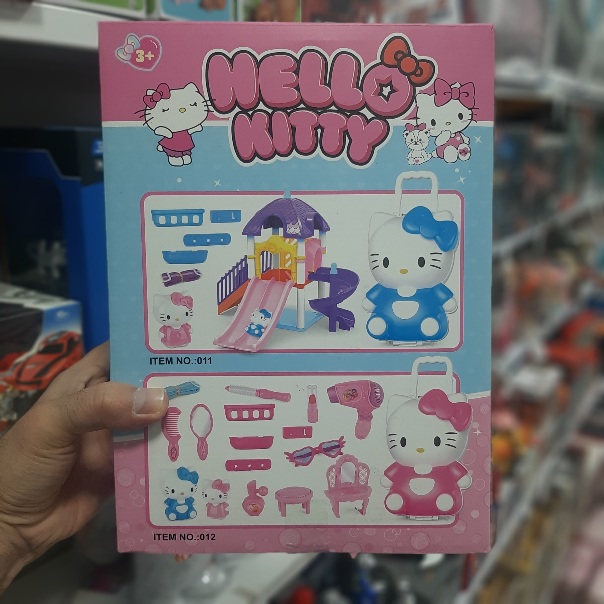 3+
HELLO
KITTY
ITEM NO.:011
ITEM NO.:012